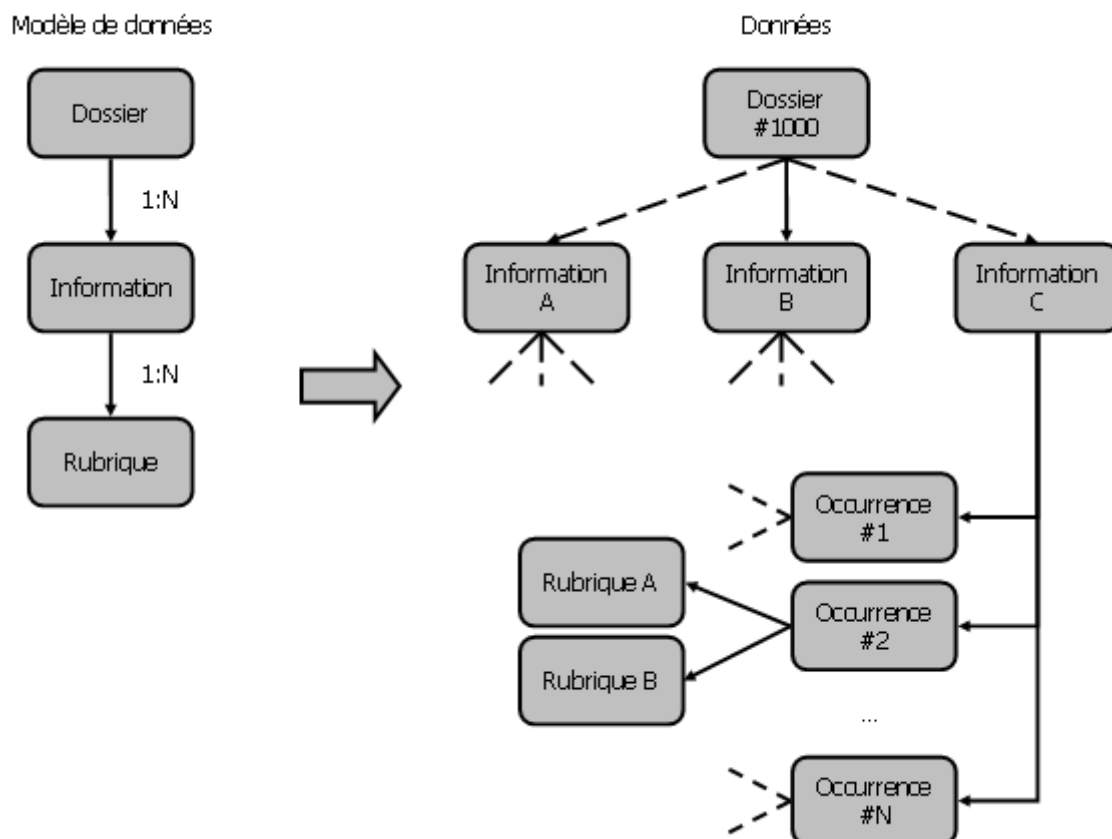 Modèle de données
Dossier
1:N
Information
1:N
Rubrique
Données
Dossier
#1000
Information
A
Information
B
Information
C
Occurrence
#1
Rubrique A
Occurrence
#2
Rubrique B
...
Occurrence
#N